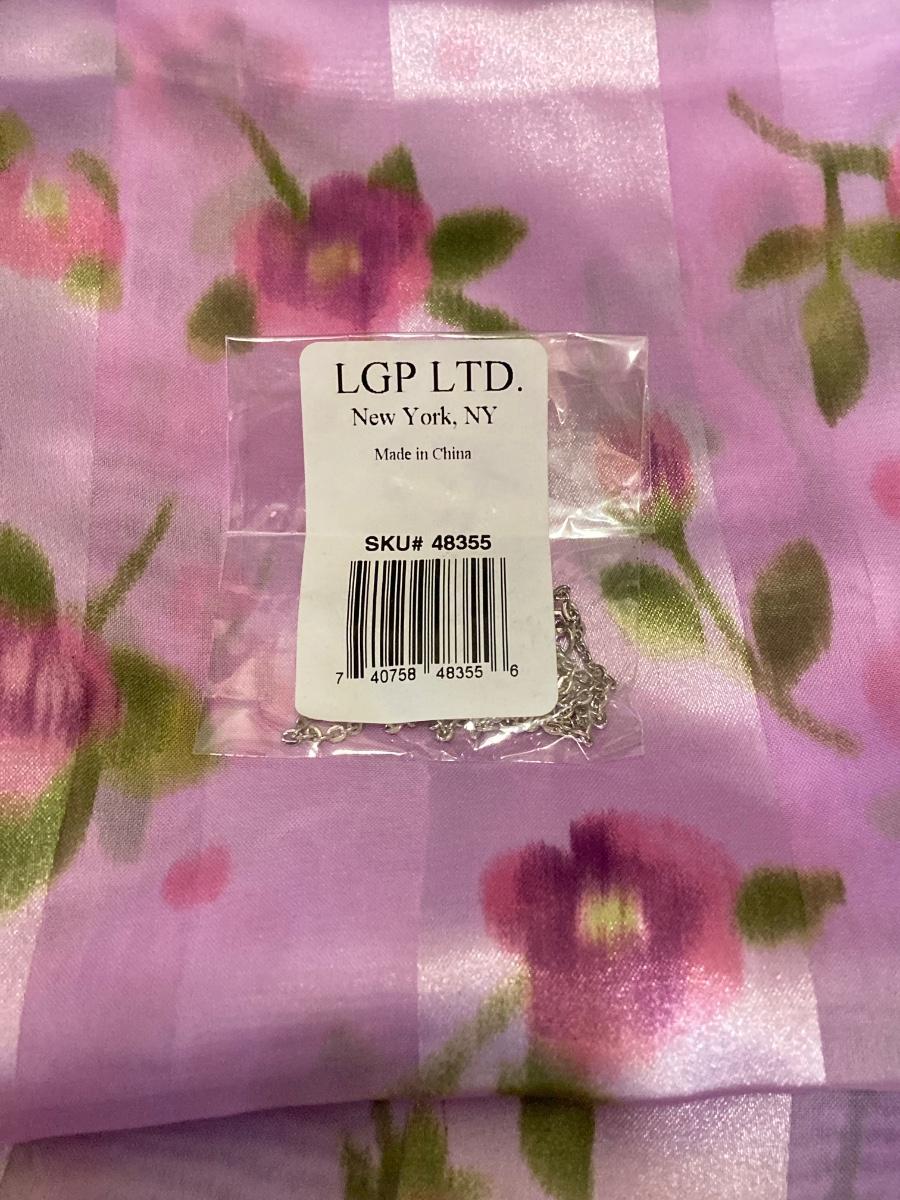 LGP LTD.
New York, NY
Made in China
SKU# 48355
7 40758 48355 6